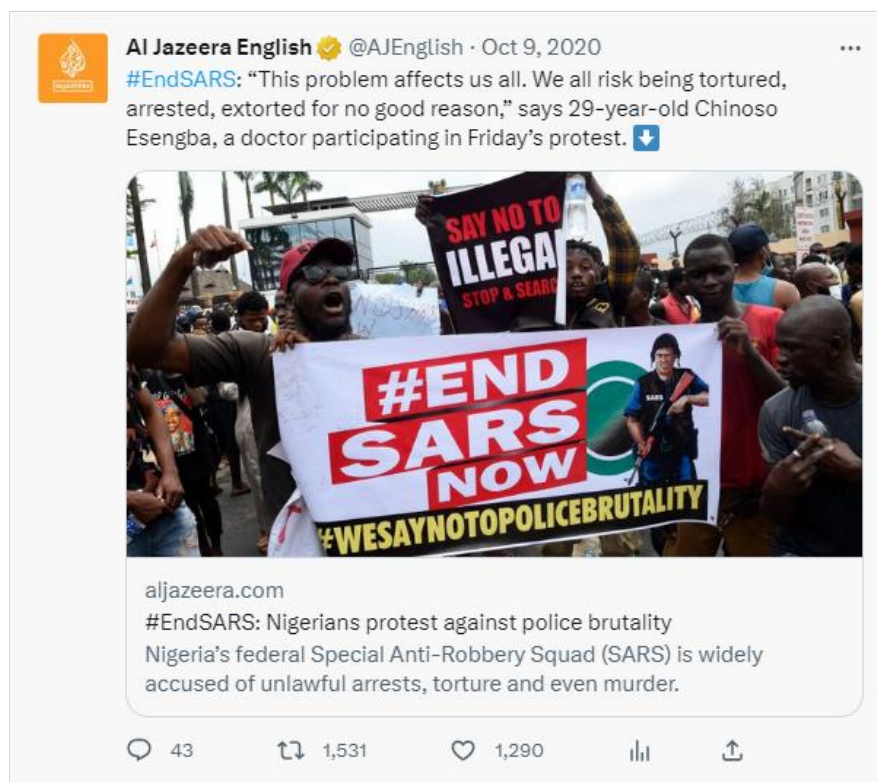 Al Jazeera English @AJEnglish · Oct 9, 2020
#EndSARS: “This problem affects us all. We all risk being tortured,
arrested, extorted for no good reason,” says 29-year-old Chinoso
Esengba, a doctor participating in Friday’s protest.
ALJAZEERA
SAY NO TO
ILLEGA
STOP & SEARC
#END
SARS
NOW
SARS
#WESAYNOTOPOLICEBRUTALITY
aljazeera.com
#EndSARS: Nigerians protest against police brutality
Nigeria’s federal Special Anti-Robbery Squad (SARS) is widely
accused of unlawful arrests, torture and even murder.
43 1,531 1,290